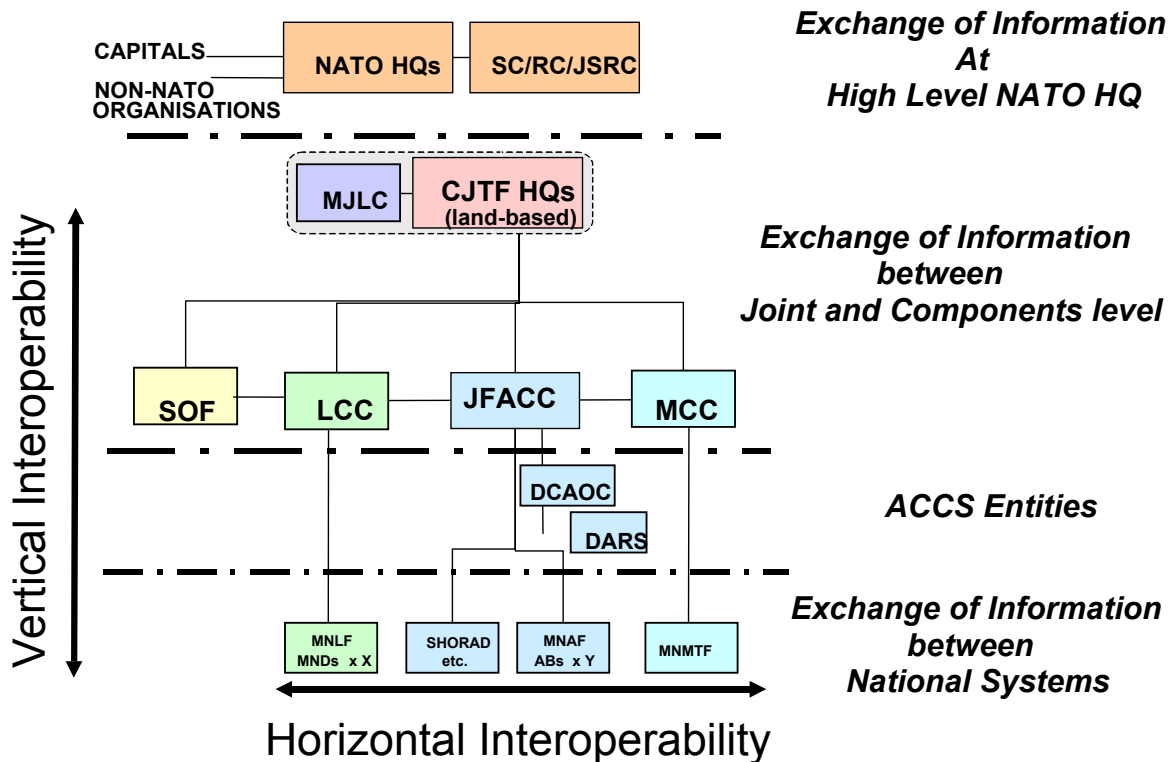 CAPITALS
NON-NATO
ORGANISATIONS
NATO HQs
SC/RC/JSRC
Exchange of Information
At
High Level NATO HQ
MJLC
CJTF HQs
(land-based)
Exchange of Information
between
Joint and Components level
SOF
LCC
JFACC
MCC
DCAOC
DARS
ACCS Entities
MNLF
MNDs x X
SHORAD
etc.
MNAF
ABs x Y
MNMTF
Exchange of Information
between
National Systems
Vertical Interoperability
Horizontal Interoperability